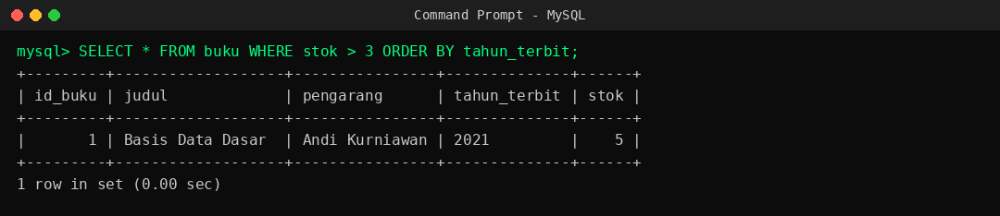 Command Prompt - MySQL
mysql> SELECT * FROM buku WHERE stok > 3 ORDER BY tahun_terbit;
+---------+-------------------+----------------+--------------+------+
| id_buku | judul             | pengarang      | tahun_terbit | stok |
+---------+-------------------+----------------+--------------+------+
|       1 | Basis Data Dasar  | Andi Kurniawan | 2021         |    5 |
+---------+-------------------+----------------+--------------+------+
1 row in set (0.00 sec)